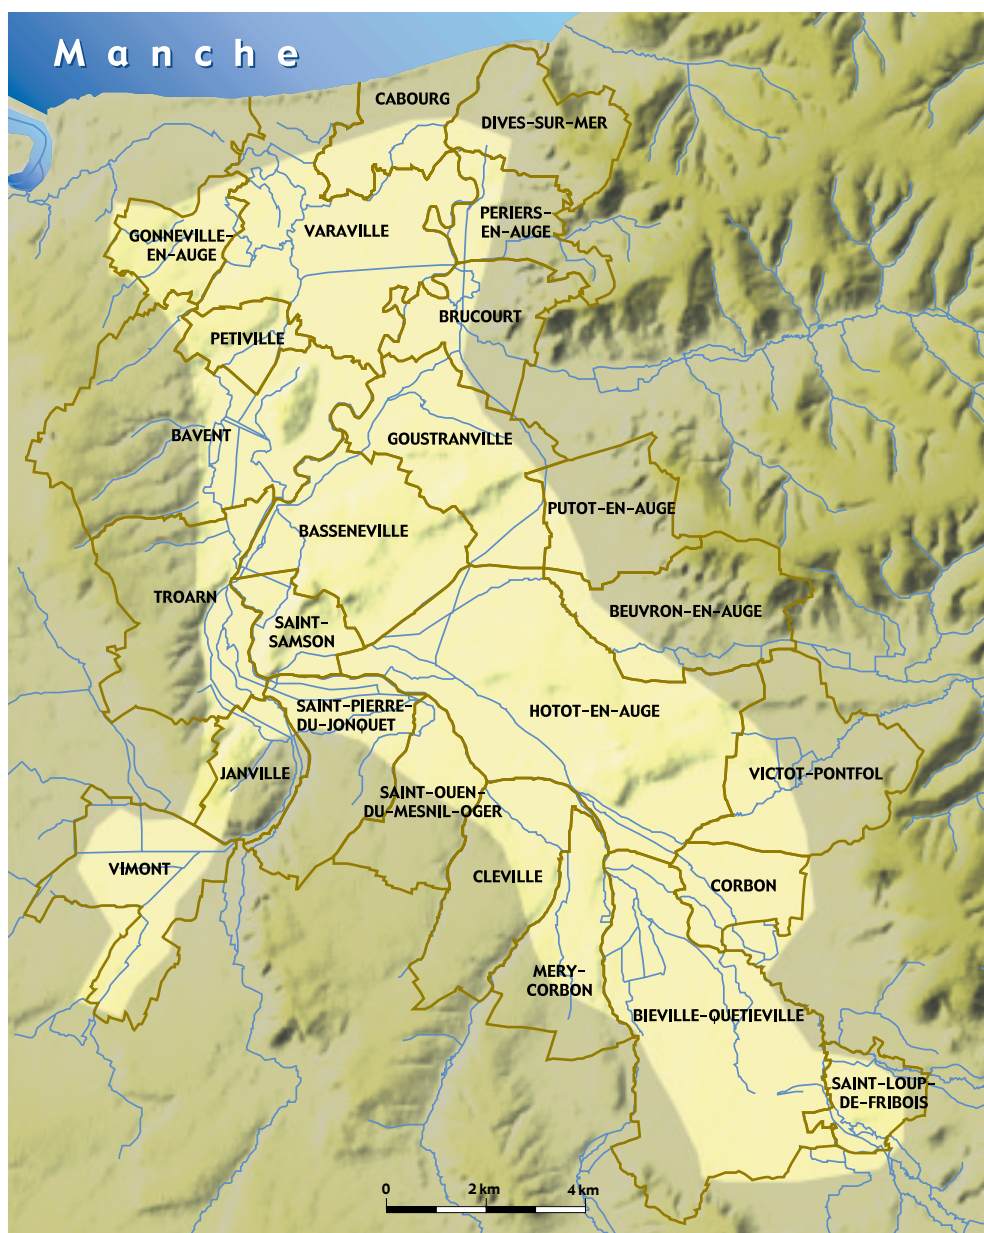 Manche
CABOURG
DIVES-SUR-MER
PERIERS-
EN-AUGE
GONNEVILLE-
EN-AUGE
VARAVILLE
BRUCOURT
PETIVILLE
BAVENT
GOUSTRANVILLE
PUTOT-EN-AUGE
BASSENEVILLE
TROARN
BEUVRON-EN-AUGE
SAINT-
SAMSON
SAINT-PIERRE-
DU-JONQUET
HOTOT-EN-AUGE
JANVILLE
VICTOT-PONTFOL
SAINT-OUEN-
DU-MESNIL-OGER
VIMONT
CLEVILLE
CORBON
MERY-
CORBON
BIEVILLE-QUETIEVILLE
SAINT-LOUP-
DE-FRIBOIS
0 2 km 4 km